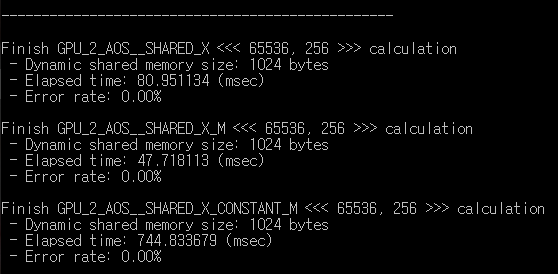 --------------------------------------------------
Finish GPU_2_AOS__SHARED_X <<< 65536, 256 >>> calculation
- Dynamic shared memory size: 1024 bytes
- Elapsed time: 80.951134 (msec)
- Error rate: 0.00%
Finish GPU_2_AOS__SHARED_X_M <<< 65536, 256 >>> calculation
- Dynamic shared memory size: 1024 bytes
- Elapsed time: 47.718113 (msec)
- Error rate: 0.00%
Finish GPU_2_AOS__SHARED_X_CONSTANT_M <<< 65536, 256 >>> calculation
- Dynamic shared memory size: 1024 bytes
- Elapsed time: 744.833679 (msec)
- Error rate: 0.00%